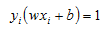 yᵢ(wxᵢ + b) = 1